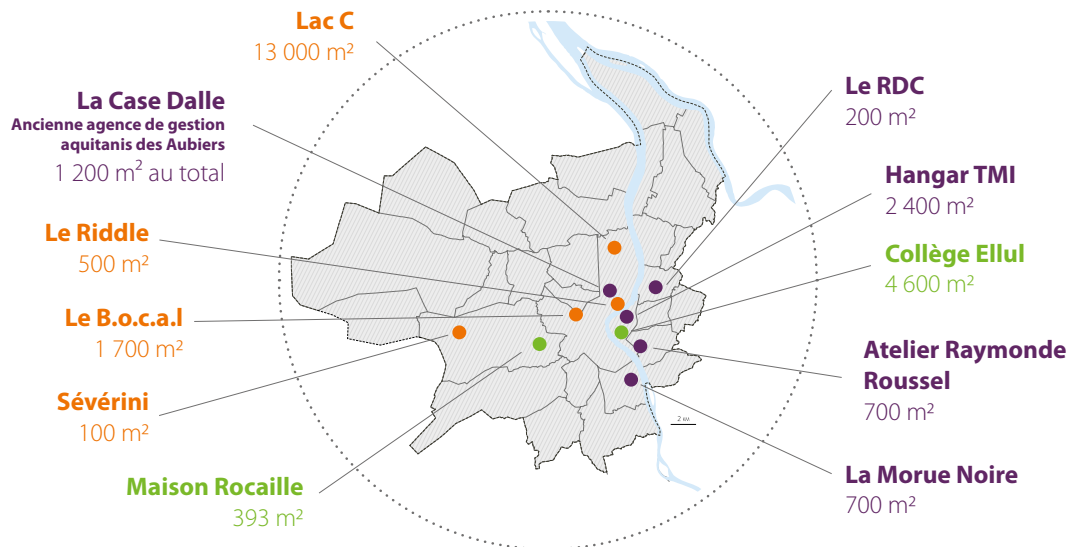 Lac C
13 000 m²
La Case Dalle
Ancienne agence de gestion
aquitanis des Aubiers
1 200 m² au total
Le Riddle
500 m²
Le B.o.c.a.l
1 700 m²
Sévérini
100 m²
Maison Rocaille
393 m²
Le RDC
200 m²
Hangar TMI
2 400 m²
Collège Ellul
4 600 m²
Atelier Raymonde
Roussel
700 m²
La Morue Noire
700 m²